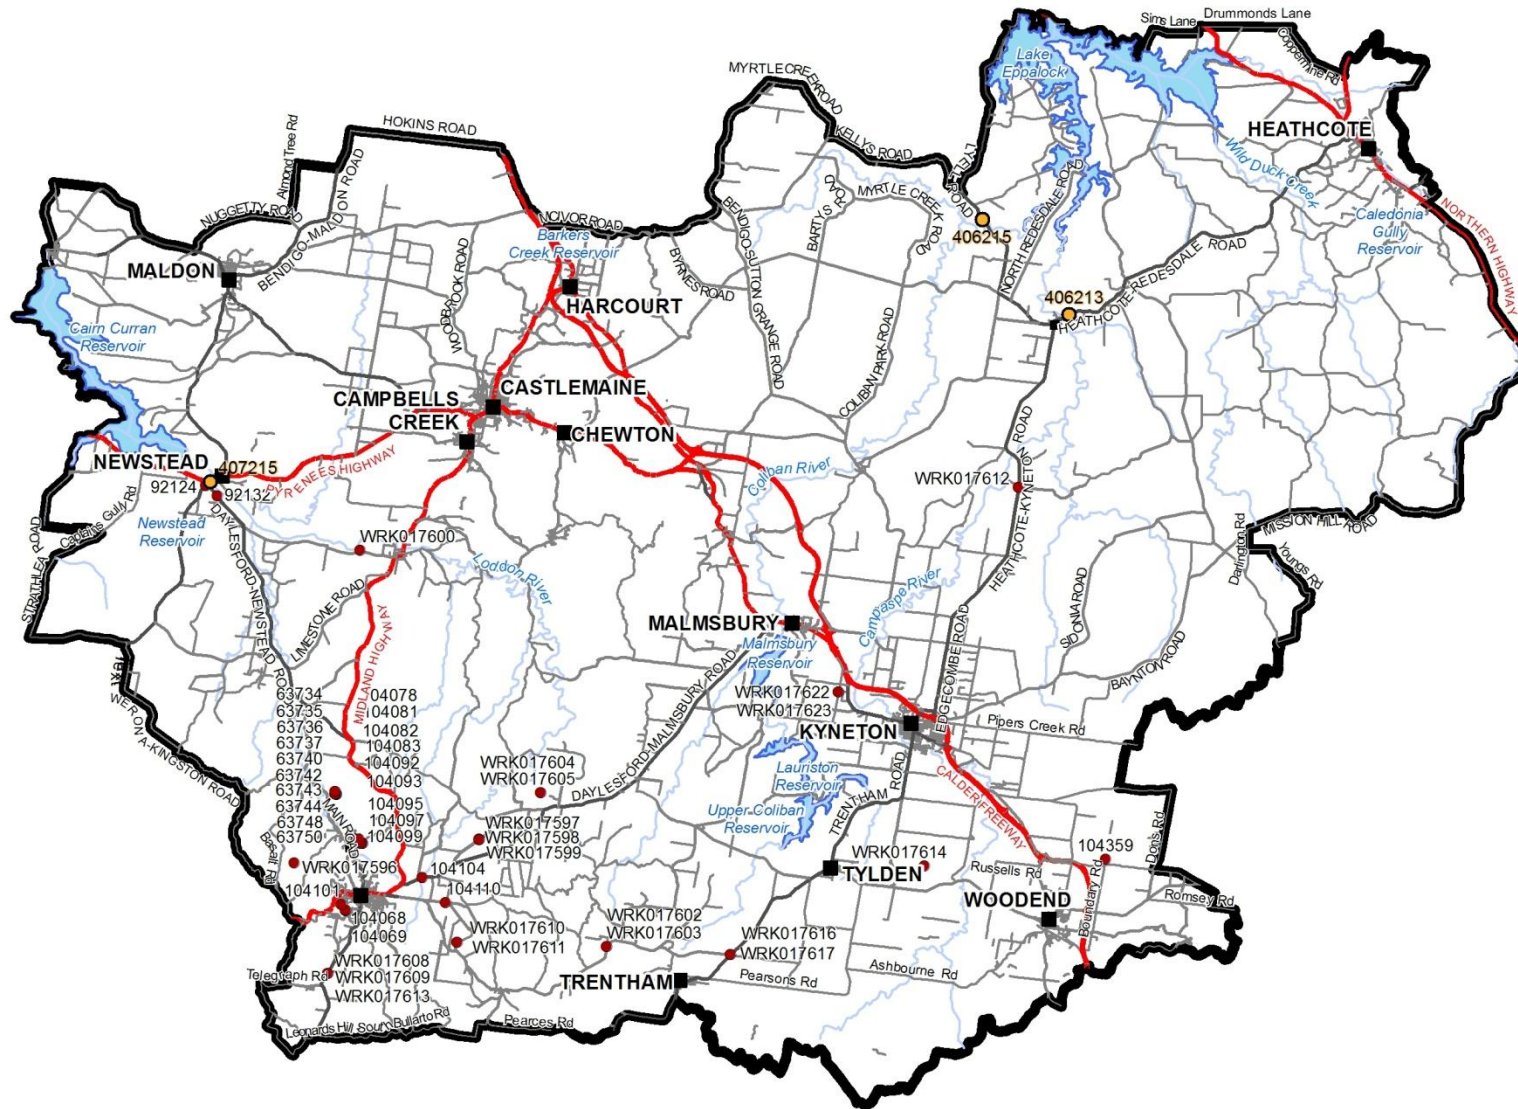 Sims Lane
Drummonds Lane
Coppermine Rd
Lake
Eppalock
MYRTLE CREEK ROAD
HOKINS ROAD
KELLYS ROAD
HEATHCOTE
Almond Tree Rd
LYELL ROAD
Wild Duck Creek
NUGGETTY ROAD
BENDIGO-MALDON ROAD
MCIVOR ROAD
Barkers
Creek Reservoir
BENDIGO-SUTTON GRANGE ROAD
BARTYS ROAD
MYRTLE CREEK ROAD
406215
NORTH REDESDALE ROAD
Caledonia
Gully
Reservoir
NORTHERN HIGHWAY
MALDON
WOODBROOK ROAD
BYRNES ROAD
HARCOURT
406213
HEATHCOTE-REDESDALE ROAD
Cairn Curran
Reservoir
COLIBAN PARK ROAD
CASTLEMAINE
CAMPBELLS
CREEK
CHEWTON
NEWSTEAD
407215
PYRENEES HIGHWAY
92124
92132
Coliban River
WRK017612
HEATHCOTE-KYNETON ROAD
Captains Gully Rd
Newstead
Reservoir
DAYLESFORD-NEWSTEAD ROAD
STRATHLEA ROAD
MISSION HILL ROAD
Darlington Rd
Youngs Rd
WRK017600
Loddon River
LIMESTONE ROAD
Campaspe River
SIDONIA ROAD
MALMSBURY
Malmsbury
Reservoir
EDGECOMBE ROAD
BAYNTON ROAD
MIDLAND HIGHWAY
WERONA-KINGSTON ROAD
63734
63735
63736
63737
63740
63742
63743
63744
63748
63750
104078
104081
104082
104083
104092
104093
104095
104097
104099
MAIN ROAD
WRK017622
WRK017623
KYNETON
Pipers Creek Rd
WRK017604
WRK017605
DAYLESFORD-MALMSBURY ROAD
Lauriston
Reservoir
Upper Coliban
Reservoir
TRENTHAM ROAD
CALDER FREEWAY
Basalt Rd
WRK017597
WRK017598
WRK017599
WRK017596
104101
104104
104110
104068
104069
WRK017614
TYLDEN
Russells Rd
104359
Dons Rd
Boundary Rd
Romsey Rd
WOODEND
WRK017610
WRK017611
WRK017602
WRK017603
WRK017616
WRK017617
Telegraph Rd
WRK017608
WRK017609
WRK017613
TRENTHAM
Pearsons Rd
Ashbourne Rd
Leonards Hill South Bullarto Rd
Pearces Rd